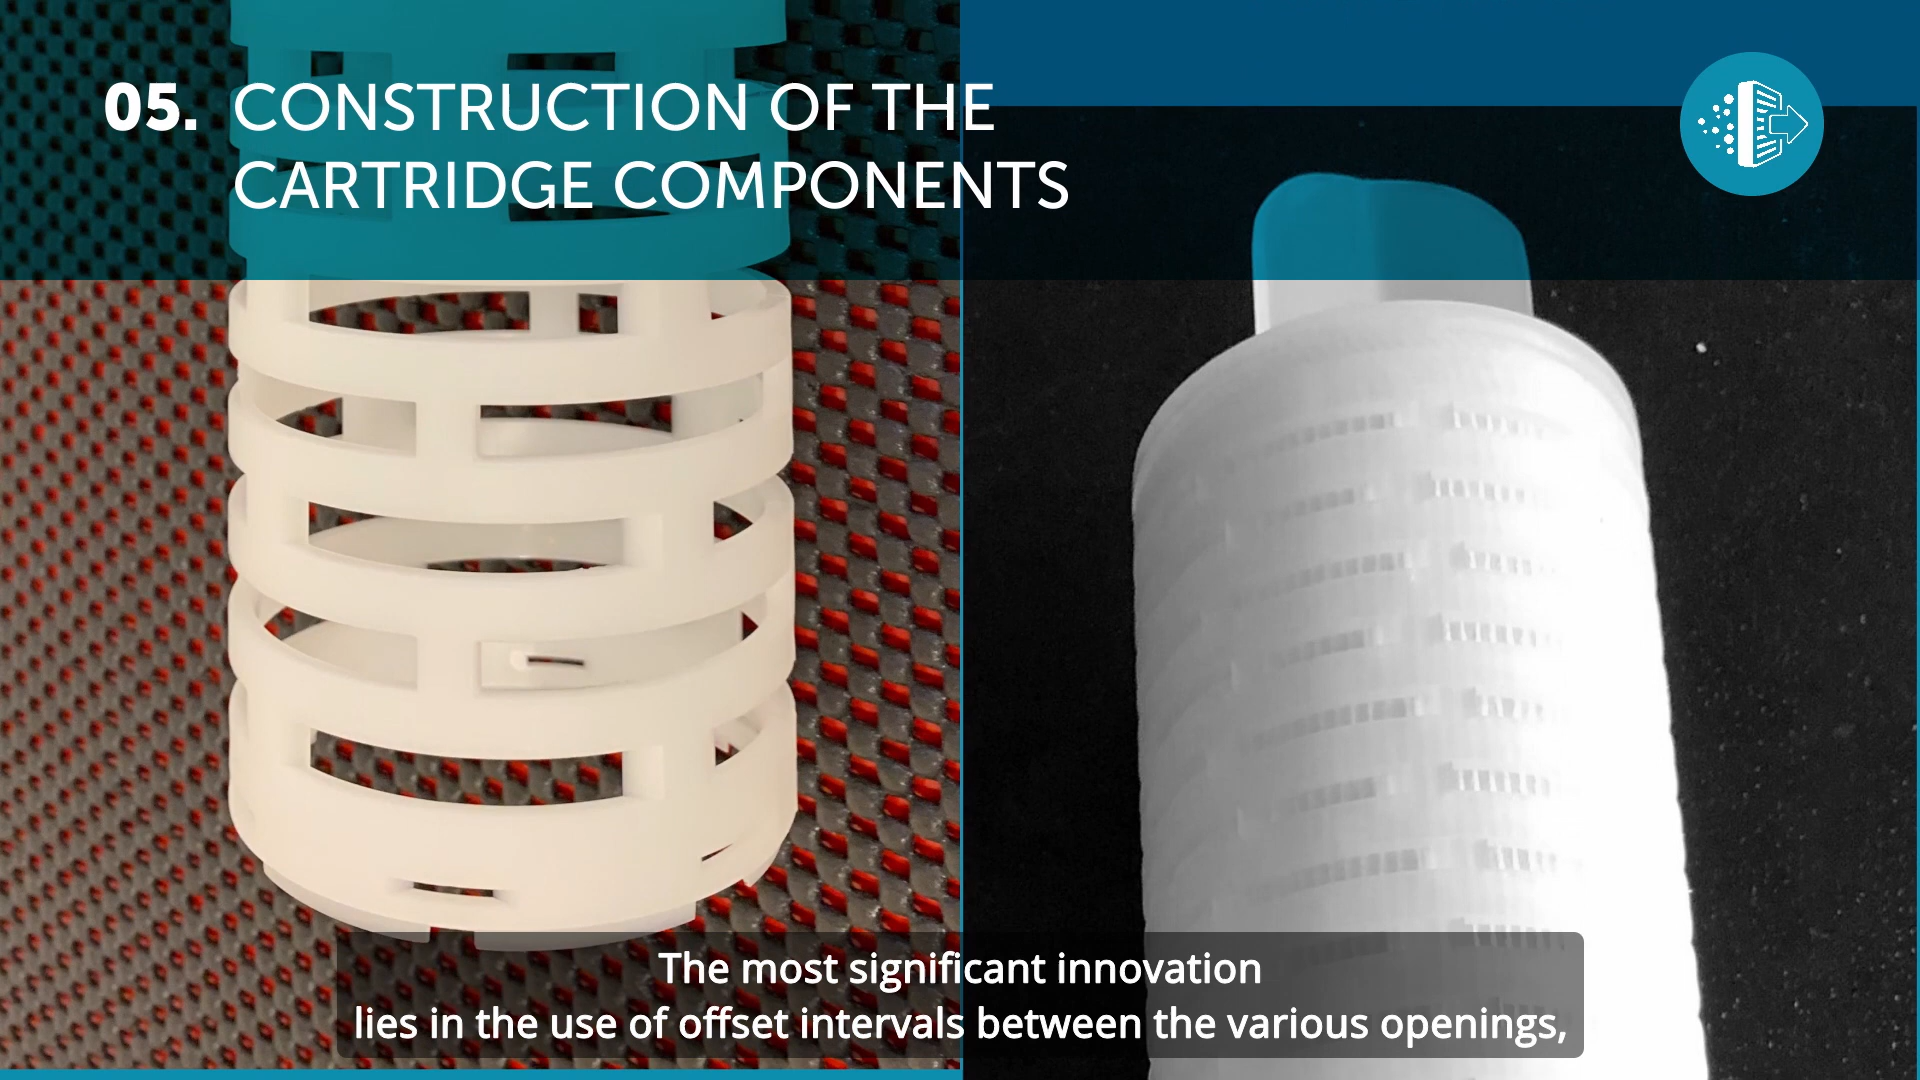 05. CONSTRUCTION OF THE
CARTRIDGE COMPONENTS
The most significant innovation
lies in the use of offset intervals between the various openings,